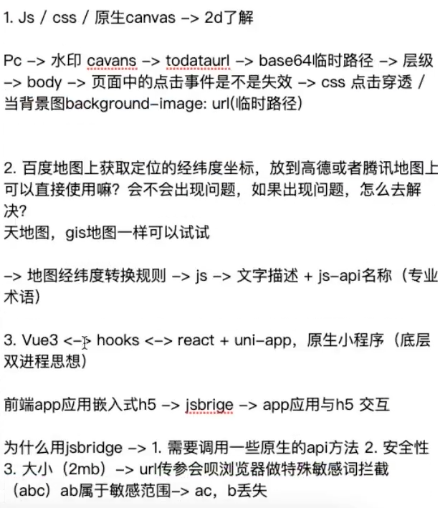 1. Js / css / 原生canvas -> 2d了解
Pc -> 水印 cavans -> todataurl -> base64临时路径 -> 层级
-> body -> 页面中的点击事件是不是失效 -> css 点击穿透 /
当背景图background-image: url(临时路径)
2. 百度地图上获取定位的经纬度坐标，放到高德或者腾讯地图上
可以直接使用嘛？会不会出现问题，如果出现问题，怎么去解
决？
天地图，gis地图一样可以试试
-> 地图经纬度转换规则 -> js -> 文字描述 + js-api名称（专业
术语）
3. Vue3 <-> hooks <-> react + uni-app，原生小程序（底层
双进程思想）
前端app应用嵌入式h5 -> jsbrige -> app应用与h5 交互
为什么用jsbridge -> 1. 需要调用一些原生的api方法 2. 安全性
3. 大小（2mb）-> url传参会呗浏览器做特殊敏感词拦截
（abc）ab属于敏感范围-> ac，b丢失